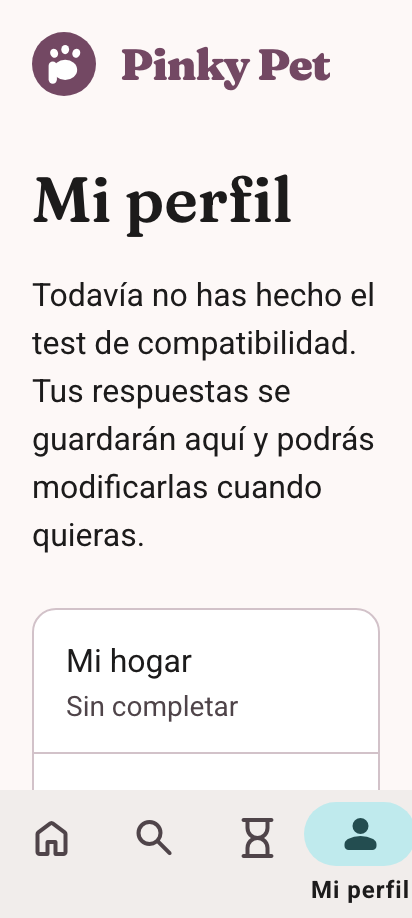 Pinky Pet
Mi perfil
Todavía no has hecho el
test de compatibilidad.
Tus respuestas se
guardarán aquí y podrás
modificarlas cuando
quieras.
Mi hogar
Sin completar
Mi perfil